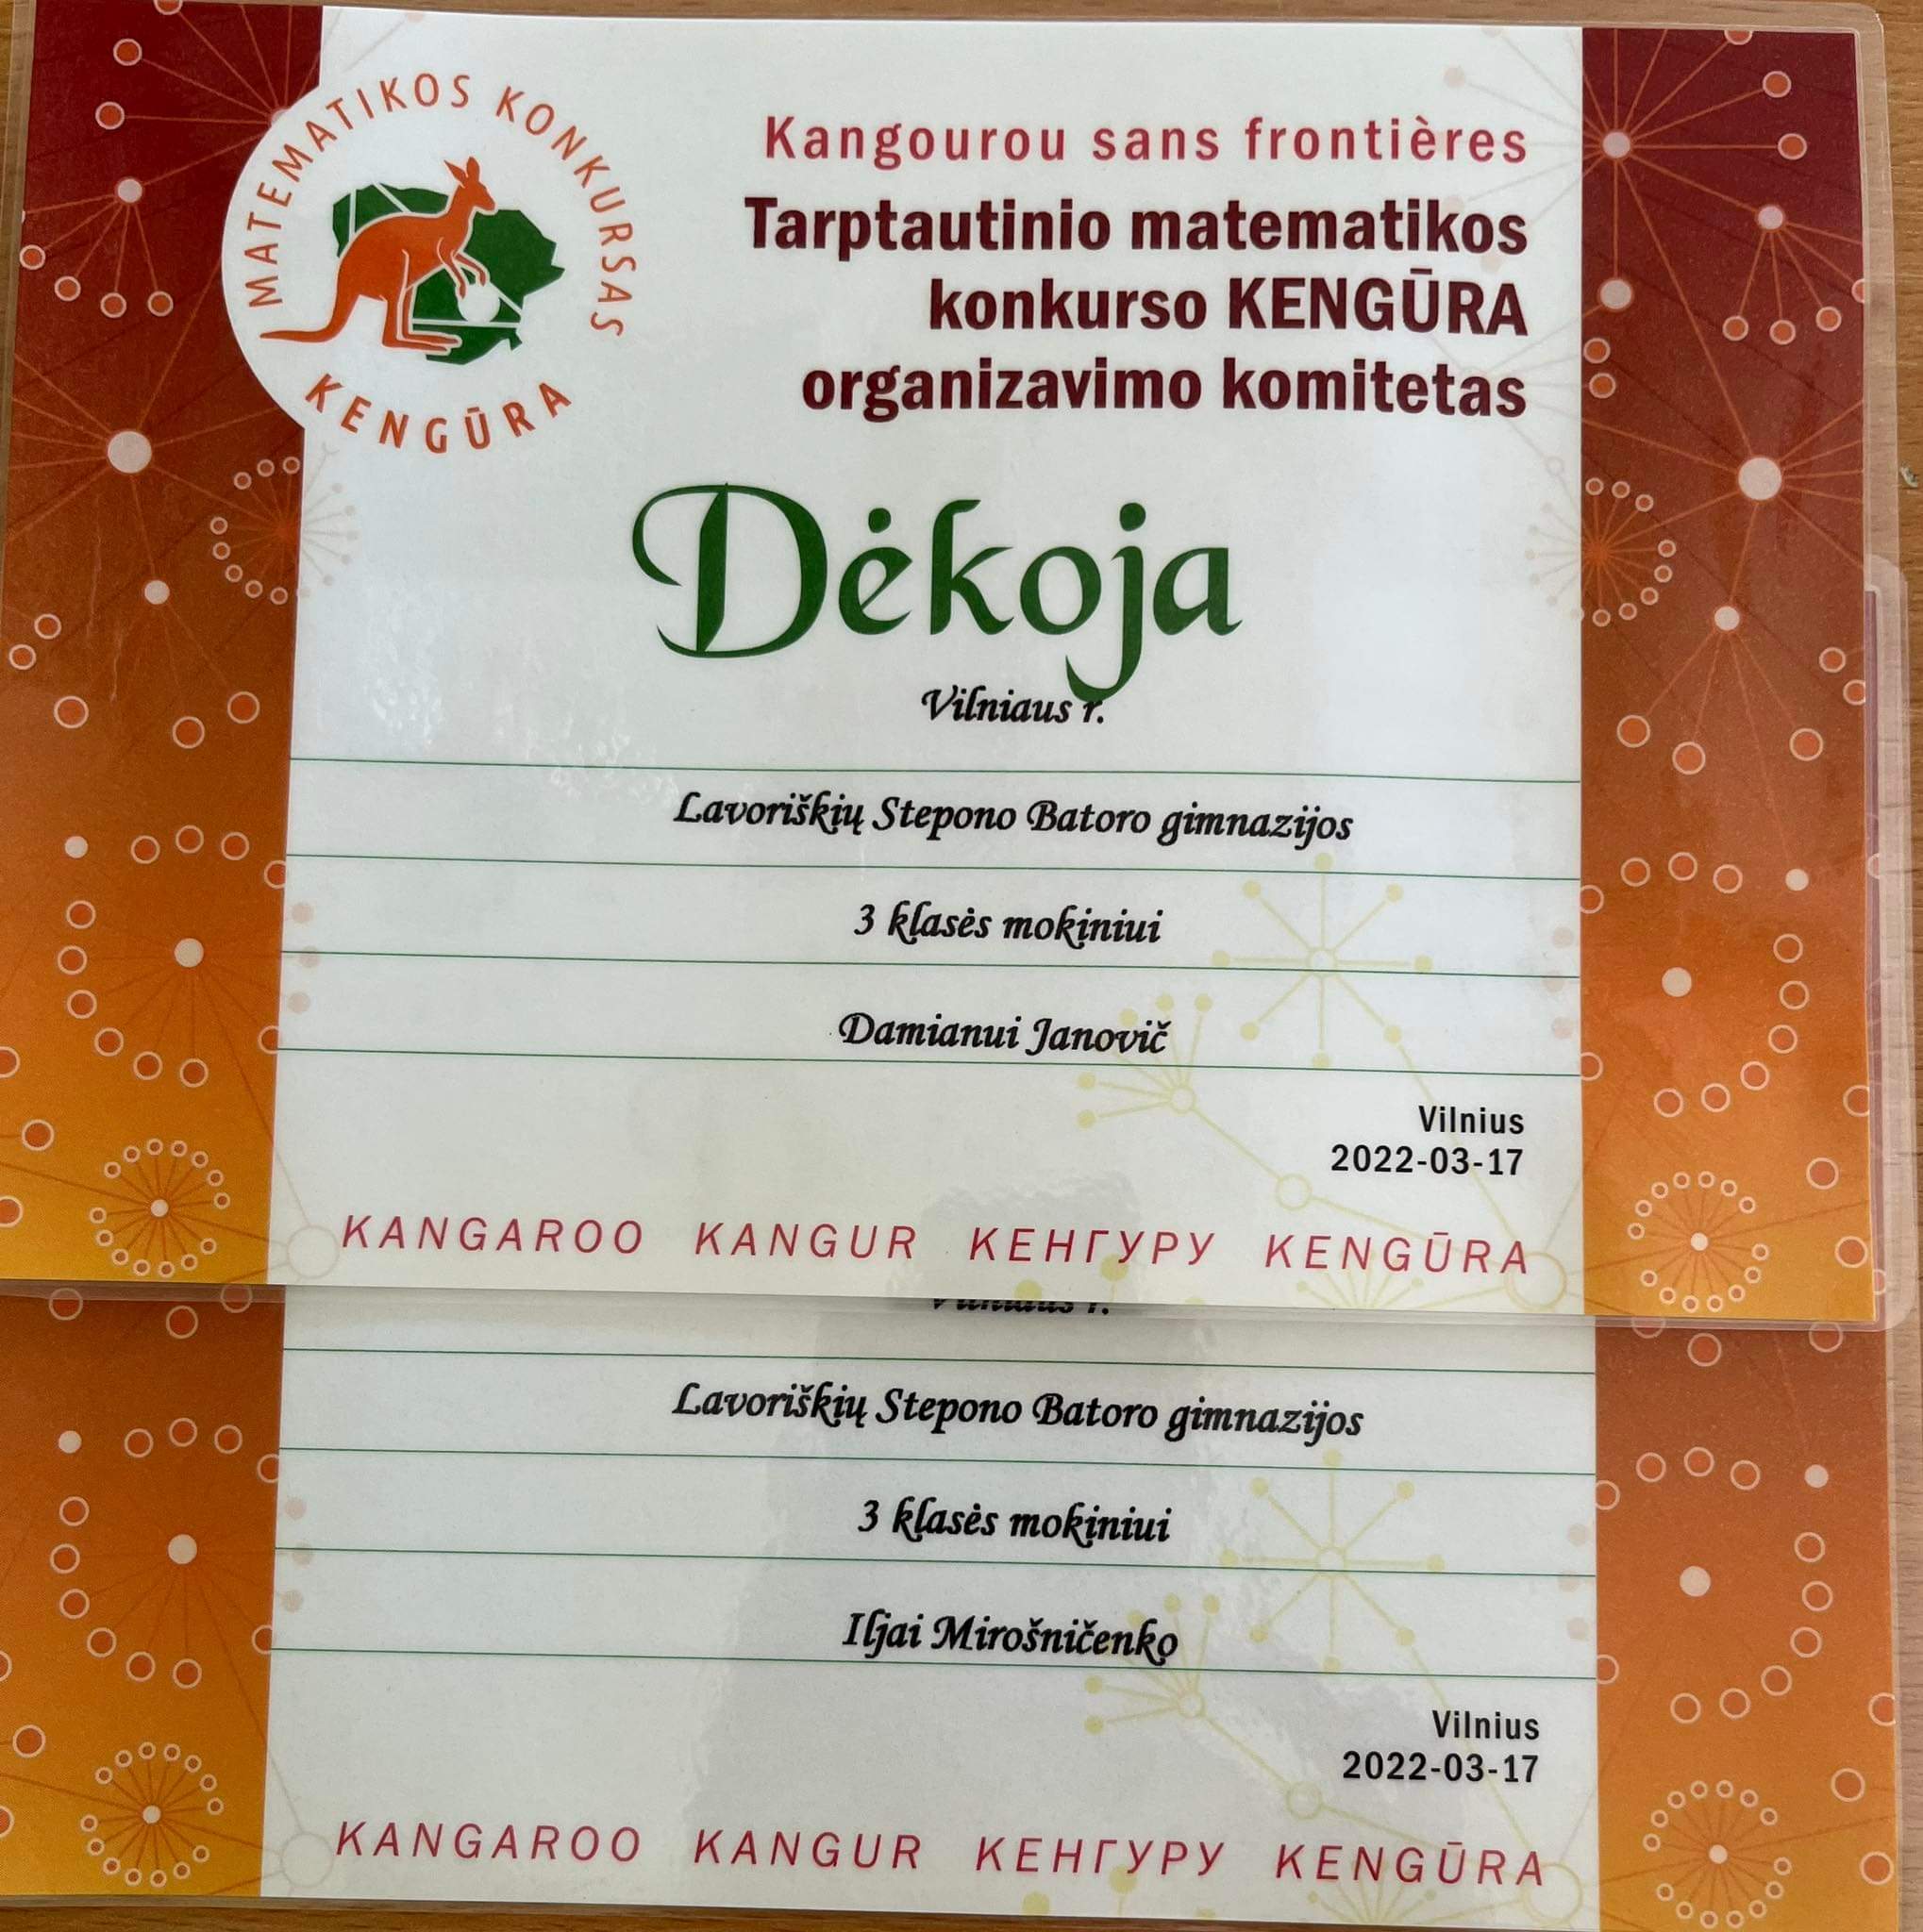 MATEMATIKOS KONKURSAS
KENGŪRA
Kangourou sans frontières
Tarptautinio matematikos
konkurso KENGŪRA
organizavimo komitetas
Dėkoja
Vilniaus r.
Lavoriškių Stepono Batoro gimnazijos
3 klasės mokiniui
Damianui Janovič
Vilnius
2022-03-17
KANGAROO KANGUR КЕНГУРУ KENGŪRA
Vilniaus r.
Lavoriškių Stepono Batoro gimnazijos
3 klasės mokiniui
Iljai Mirošničenko
Vilnius
2022-03-17
KANGAROO KANGUR КЕНГУРУ KENGŪRA